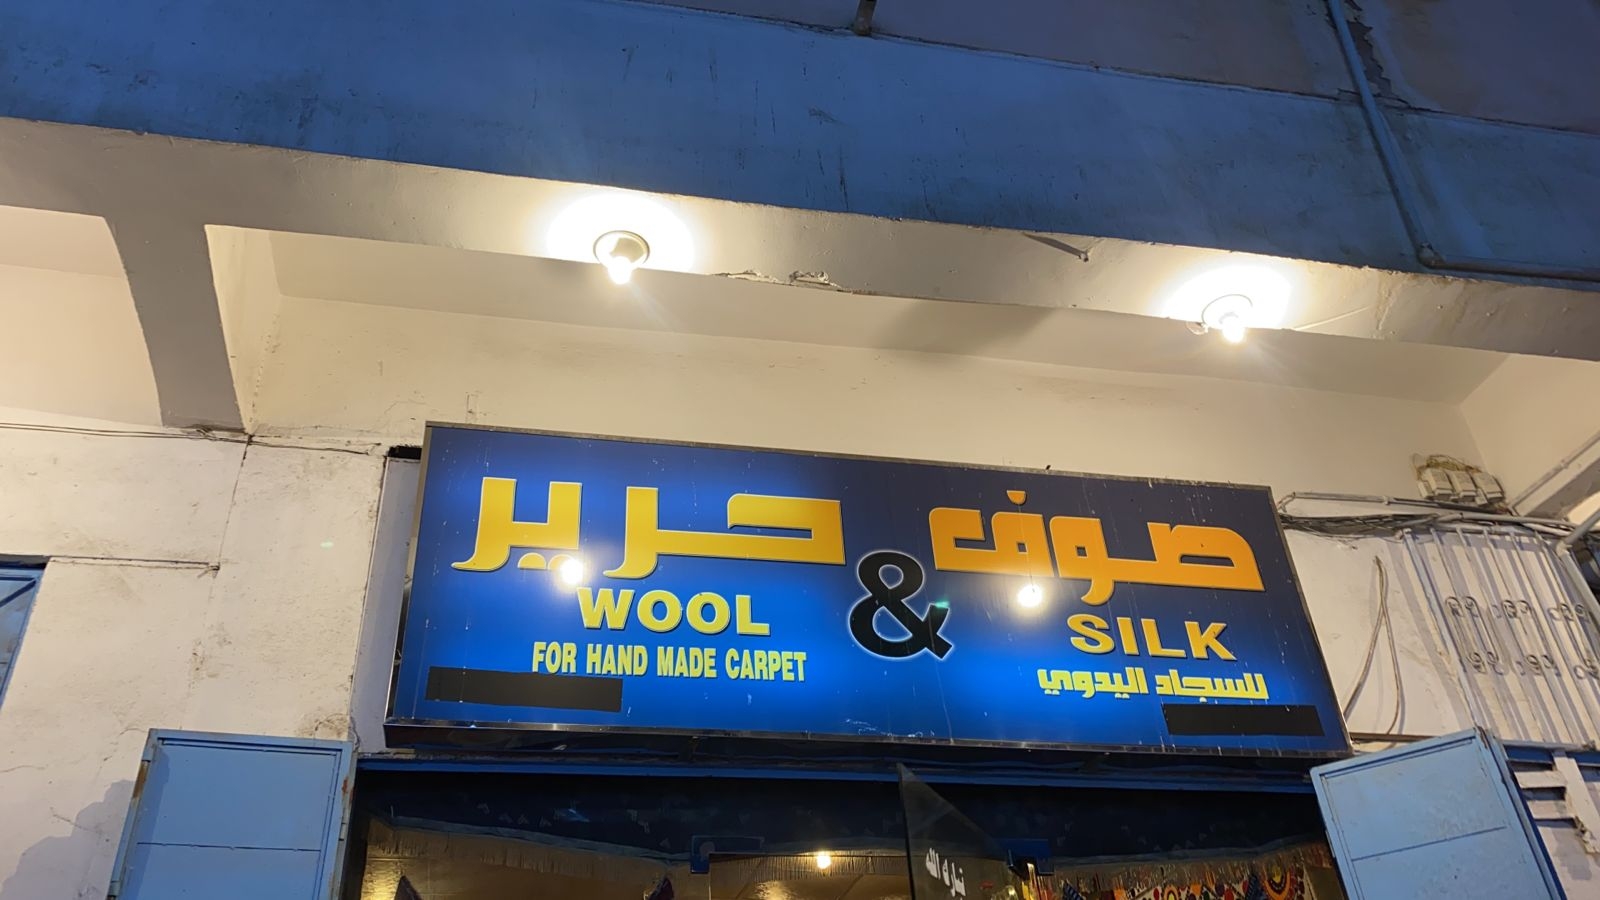 صوف & حرير
WOOL & SILK
FOR HAND MADE CARPET
للسجاد اليدوي